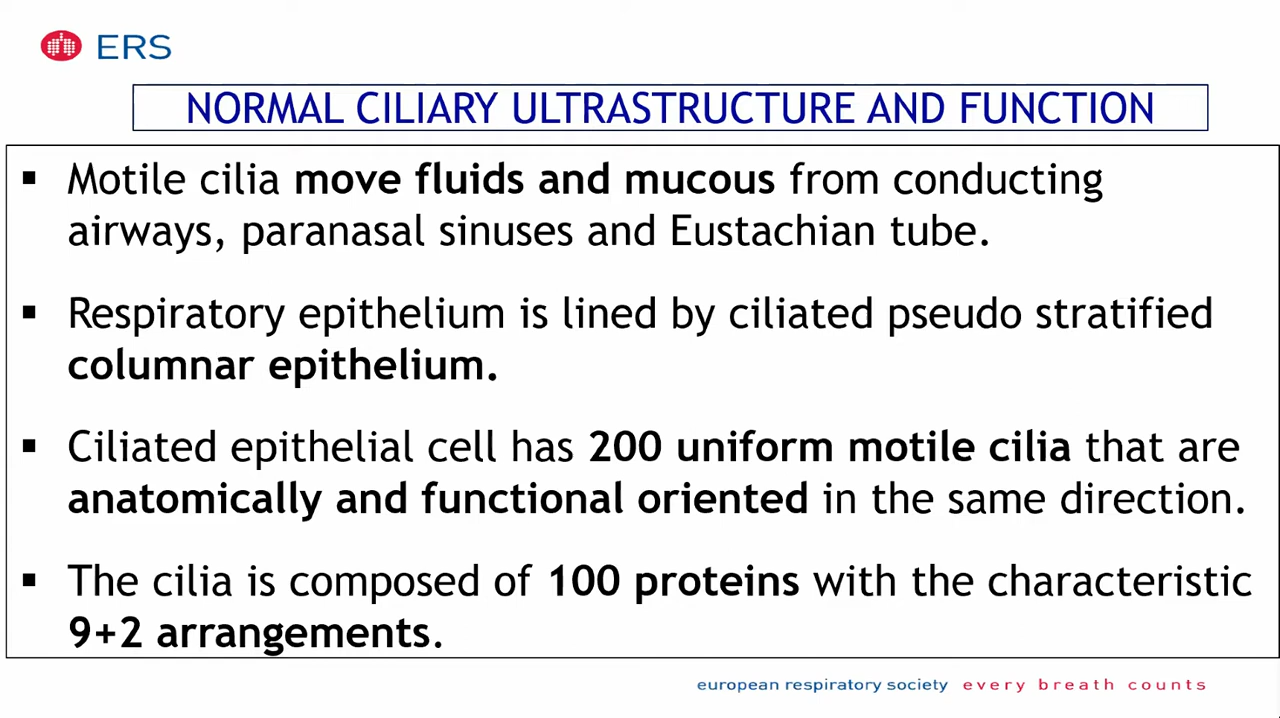 ERS
NORMAL CILIARY ULTRASTRUCTURE AND FUNCTION
▪ Motile cilia move fluids and mucous from conducting
airways, paranasal sinuses and Eustachian tube.
▪ Respiratory epithelium is lined by ciliated pseudo stratified
columnar epithelium.
▪ Ciliated epithelial cell has 200 uniform motile cilia that are
anatomically and functional oriented in the same direction.
▪ The cilia is composed of 100 proteins with the characteristic
9+2 arrangements.
european respiratory society every breath counts